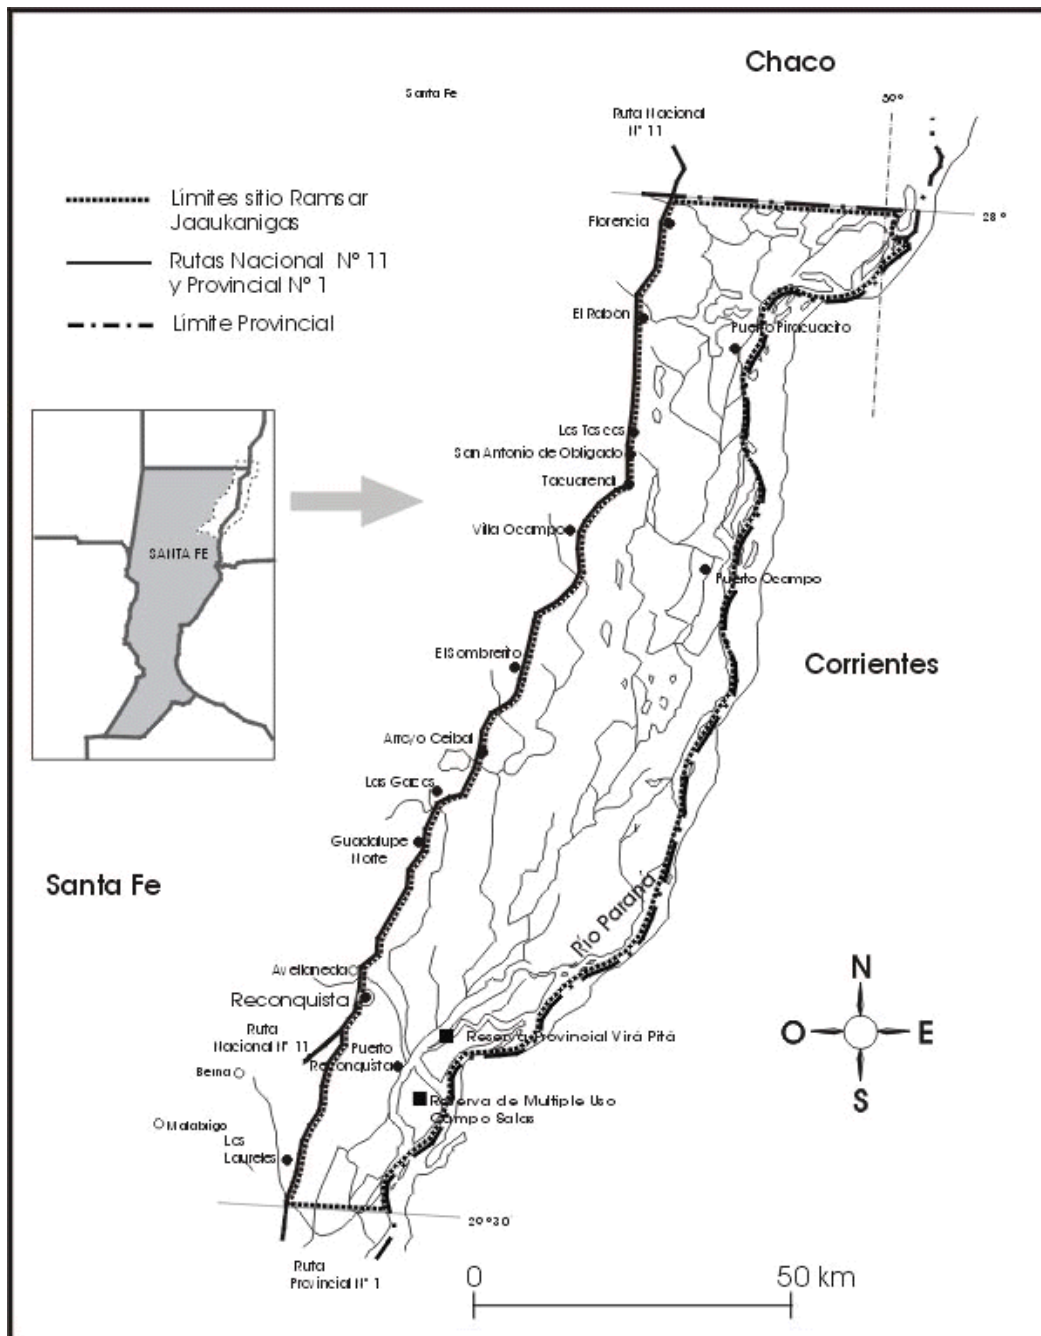 Chaco
Santa Fe
Ruta Nacional
N° 11
Límites sitio Ramsar
Jaaukanigas
Rutas Nacional N° 11
y Provincial N° 1
Límite Provincial
28°
Florencia
El Rabón
Puerto Piracuacito
Las Toscas
San Antonio de Obligado
Tacuarendí
Villa Ocampo
Puerto Ocampo
SANTA FE
El Sombrerito
Corrientes
Arroyo Ceibal
Las Garzas
Guadalupe
Norte
Santa Fe
Río Paraná
Avellaneda
Reconquista
Ruta
Nacional N° 11
Puerto
Reconquista
Reserva Provincial Virá Pitá
Berna
Reserva de Multiple Uso
Campo Salas
Malabrigo
Los
Laureles
N
O
E
S
29°30'
Ruta
Provincial N° 1
0
50 km